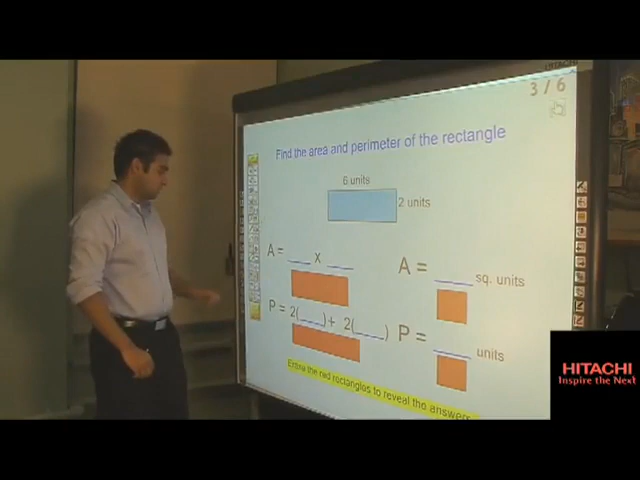 HITACHI
3 / 6
Find the area and perimeter of the rectangle
6 units
2 units
A = ___ x ___
A = ___ sq. units
P = 2(___) + 2(___)
P = ___ units
Erase the red rectangles to reveal the answers
HITACHI
Inspire the Next